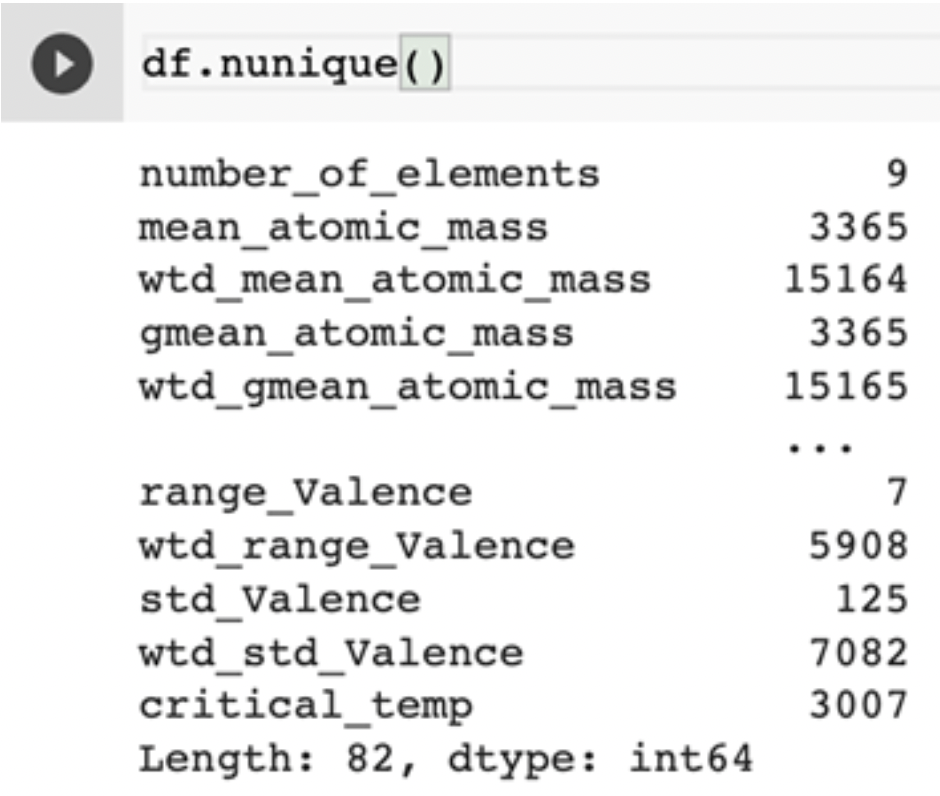 df.nunique()
number_of_elements 9
mean_atomic_mass 3365
wtd_mean_atomic_mass 15164
gmean_atomic_mass 3365
wtd_gmean_atomic_mass 15165
...
range_Valence 7
wtd_range_Valence 5908
std_Valence 125
wtd_std_Valence 7082
critical_temp 3007
Length: 82, dtype: int64